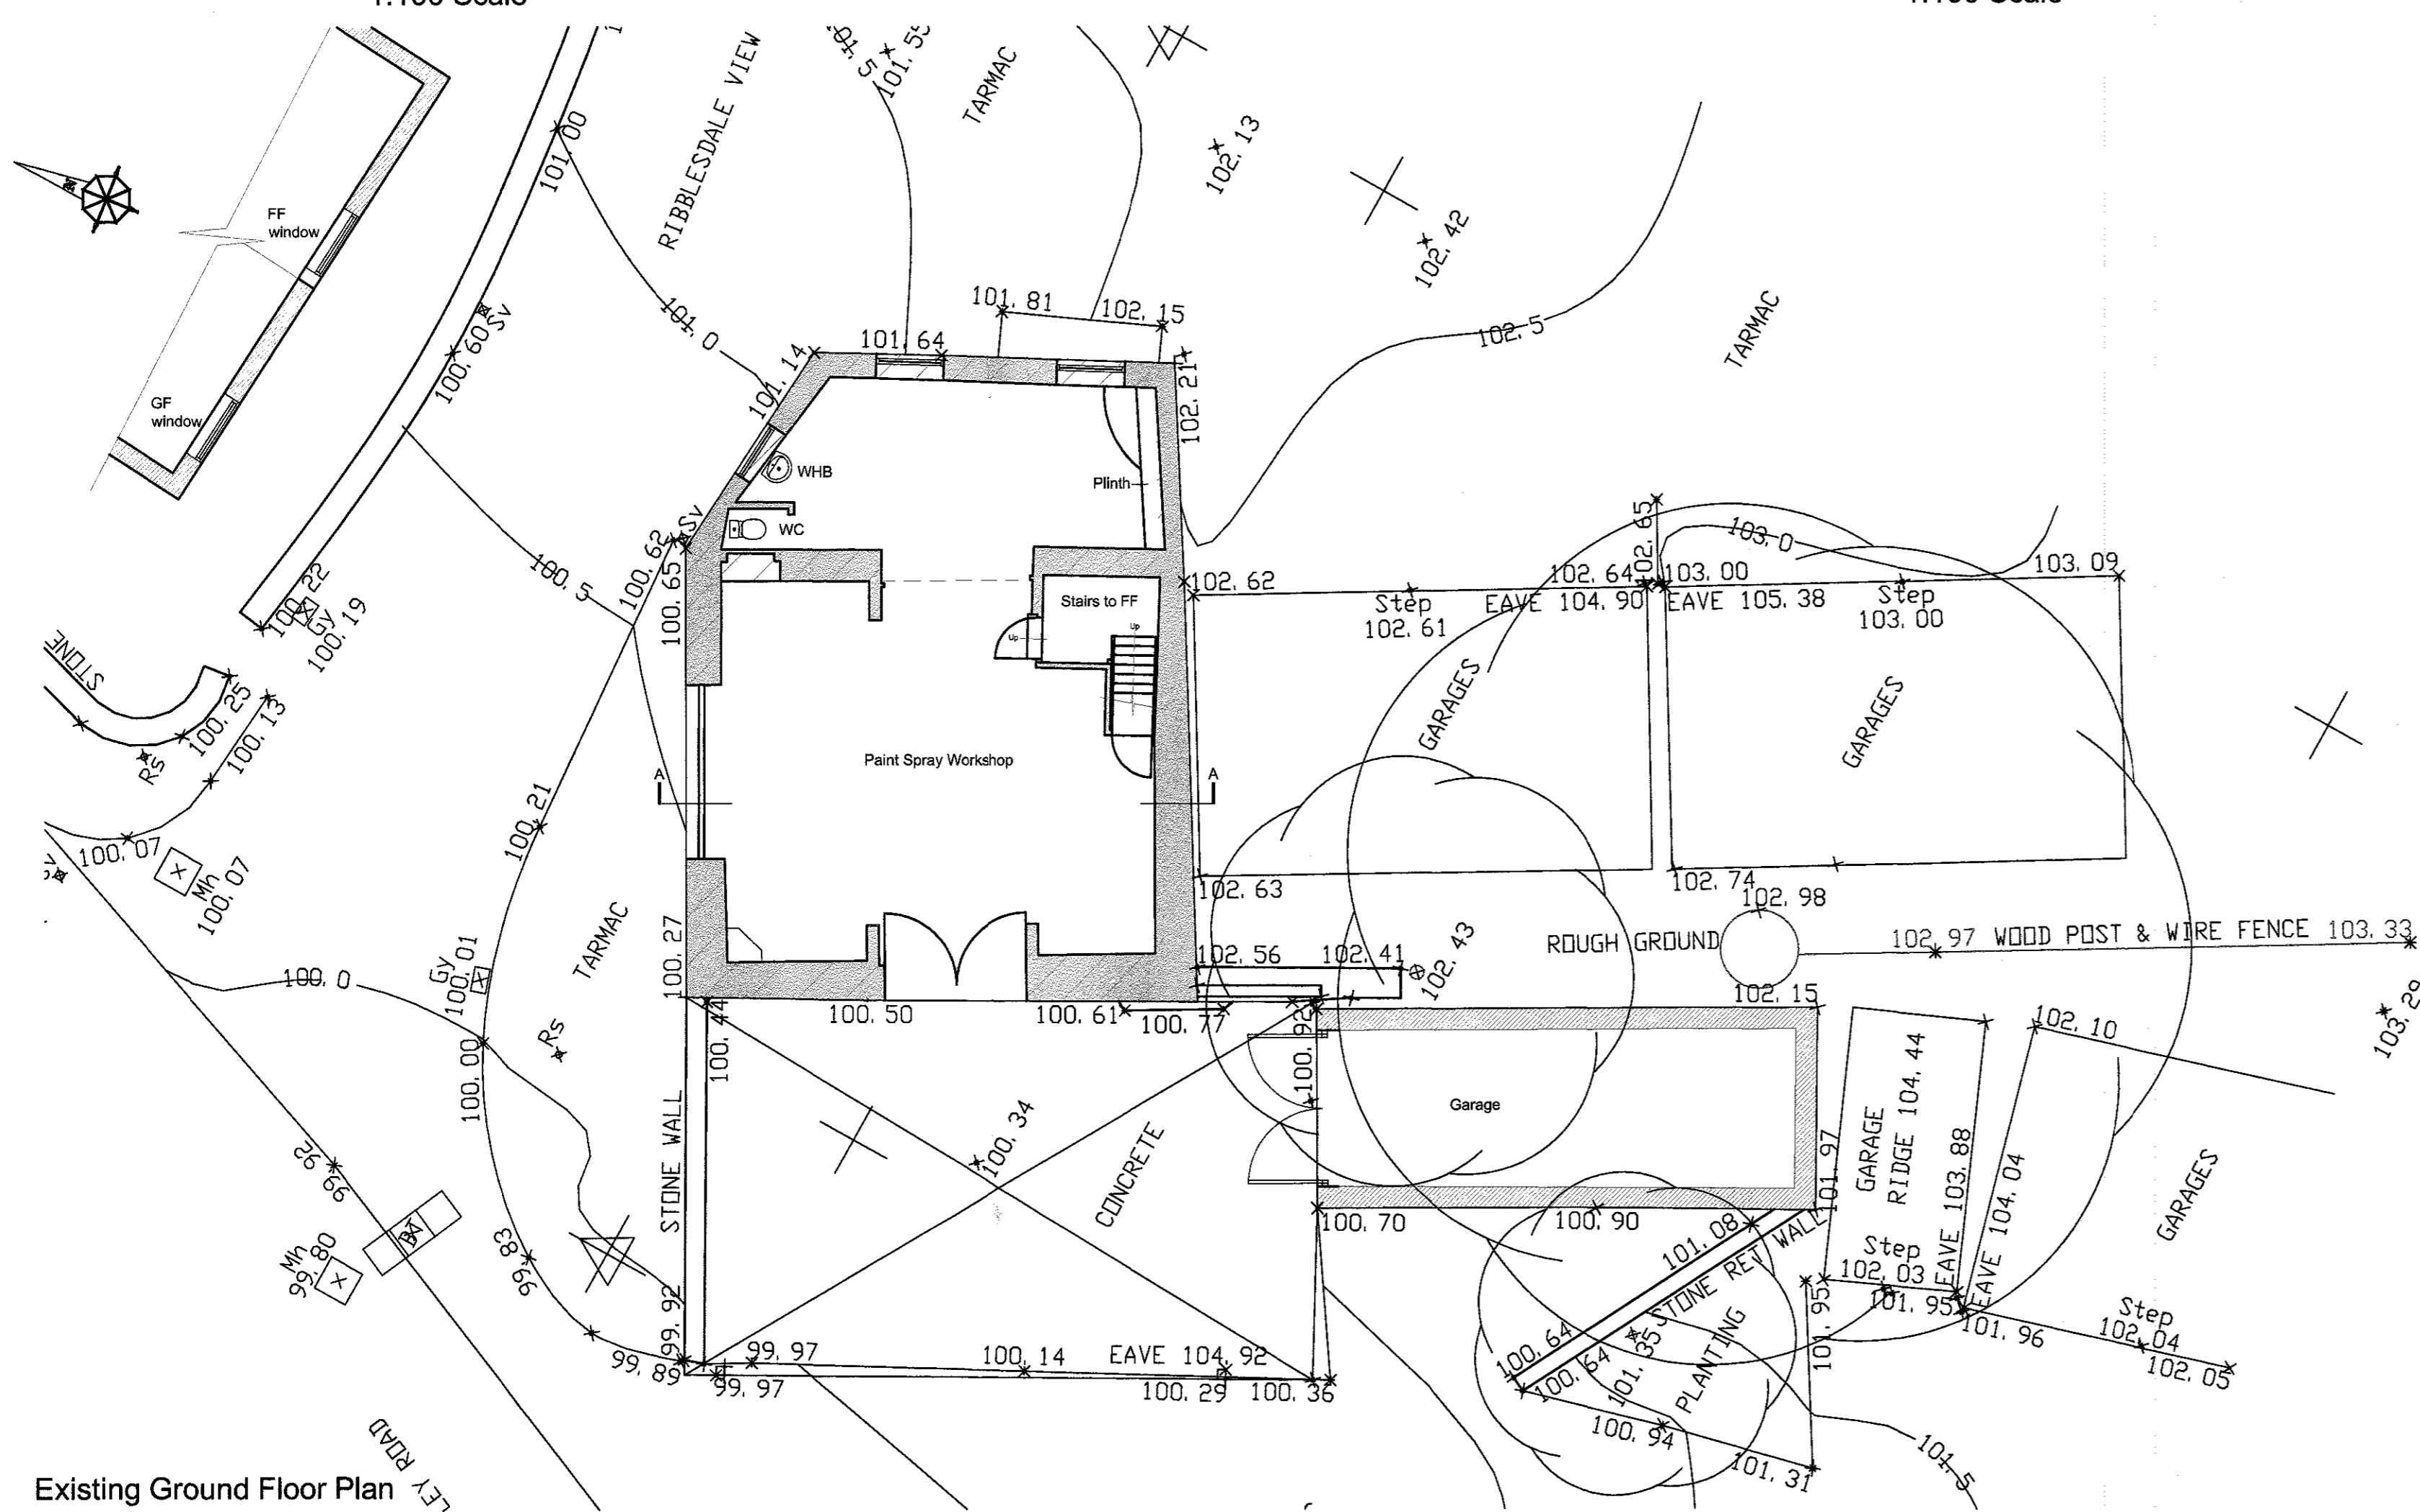 RIBBLESDALE VIEW
101.55
TARMAC
102.13
102.42
101.00
N
FF
window
GF
window
100.60
Sv
101.0
101.14
101.64
101.81
102.15
102.21
102.5
TARMAC
WHB
WC
Plinth
Sv
100.62
100.65
100.5
100.22
Gy
100.19
STONE
100.25
100.13
Rs
Stairs to FF
Up
Up
102.62
Step
102.61
102.64
102.65
EAVE 104.90
103.0
103.00
EAVE 105.38
Step
103.00
103.09
GARAGES
GARAGES
Paint Spray Workshop
A
A
100.21
100.07
Mh
100.07
Sv
102.63
102.74
102.98
ROUGH GROUND
102.97 WOOD POST & WIRE FENCE 103.33
103.29
TARMAC
100.27
Gy
100.01
100.0
Rs
100.00
100.44
100.50
100.61
100.77
102.56
102.41
102.43
100.92
102.15
102.10
Garage
GARAGE
RIDGE 104.44
EAVE 103.88
EAVE 104.04
GARAGES
101.97
STONE WALL
100.34
CONCRETE
99.92
Mh
99.80
99.83
100.70
100.90
101.08
STONE RET WALL
Step
102.03
101.95
101.96
Step
102.04
102.05
101.95
100.64
100.64
101.35
PLANTING
100.94
101.31
101.5
99.92
99.89
99.97
99.97
100.14
EAVE 104.92
100.29
100.36
LEY ROAD
Existing Ground Floor Plan